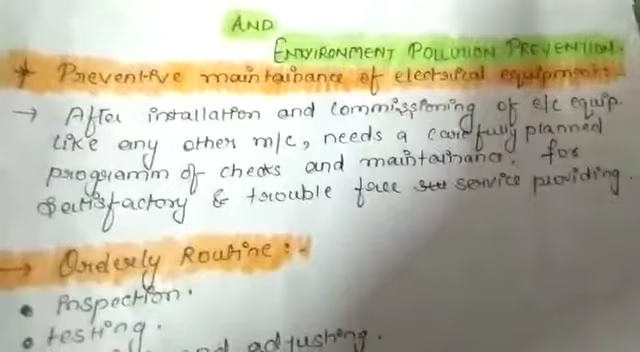 AND
ENVIRONMENT POLLUTION PREVENTION.
* Preventive maintainance of electrical equipments:-
→ After installation and commissioning of e/c equip.
like any other m/c, needs a carefully planned
programm of checks and maintainance. for
Satisfactory & trouble free service providing.
→ Orderly Routine:-
• Inspection.
• testing.
and adjusting.